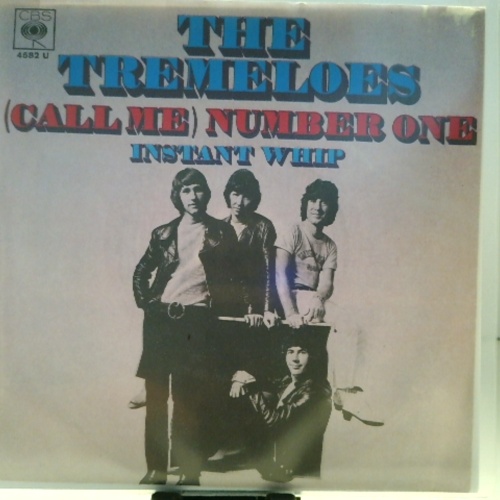 CBS
4582 U
THE
TREMELOES
(CALL ME) NUMBER ONE
INSTANT WHIP